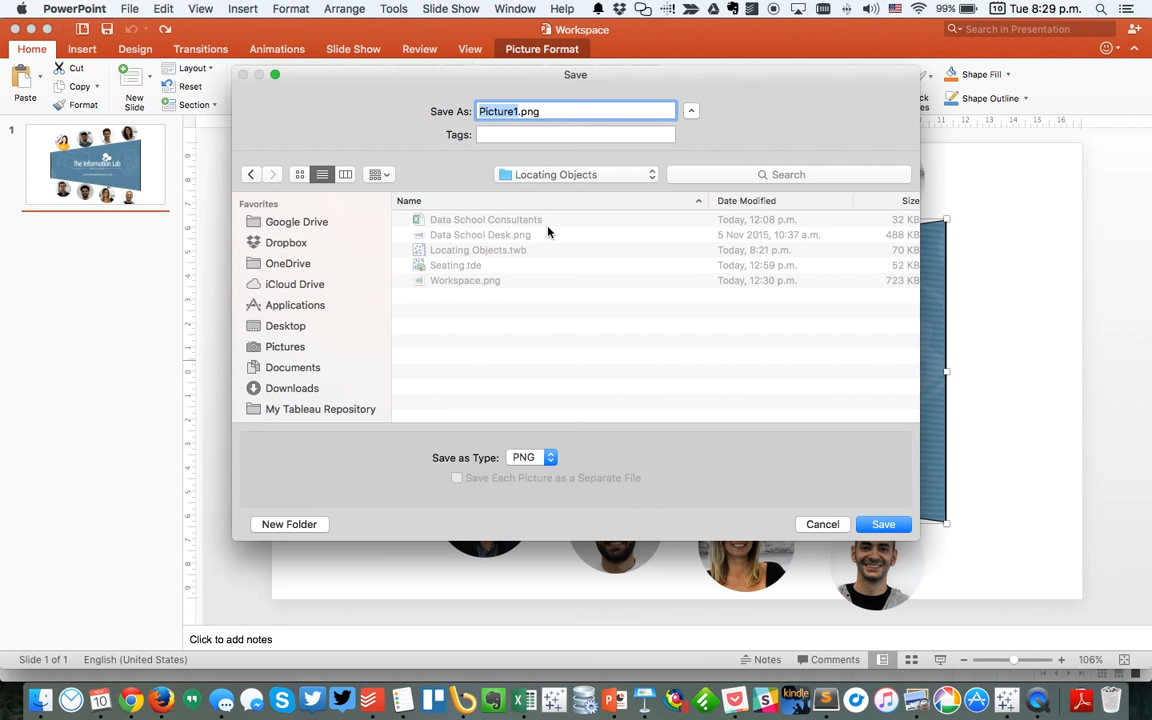 PowerPoint File Edit View Insert Format Arrange Tools Slide Show Window Help 99% Tue 8:29 p.m.
Workspace Search in Presentation
Home Insert Design Transitions Animations Slide Show Review View Picture Format
Paste Cut Copy Format
New Slide Layout Reset Section
Shape Fill
Shape Outline
Save
Save As: Picture1.png
Tags:
Locating Objects Search
Favorites
Google Drive
Dropbox
OneDrive
iCloud Drive
Applications
Desktop
Pictures
Documents
Downloads
My Tableau Repository
Name Date Modified Size
Data School Consultants Today, 12:08 p.m. 32 KB
Data School Desk.png 5 Nov 2015, 10:37 a.m. 488 KB
Locating Objects.twb Today, 8:21 p.m. 70 KB
Seating.tde Today, 12:59 p.m. 52 KB
Workspace.png Today, 12:30 p.m. 723 KB
Save as Type: PNG
Save Each Picture as a Separate File
New Folder Cancel Save
1
The Information Lab
11 12 13 14 15 16
Click to add notes
Slide 1 of 1 English (United States) Notes Comments 106%
kindle